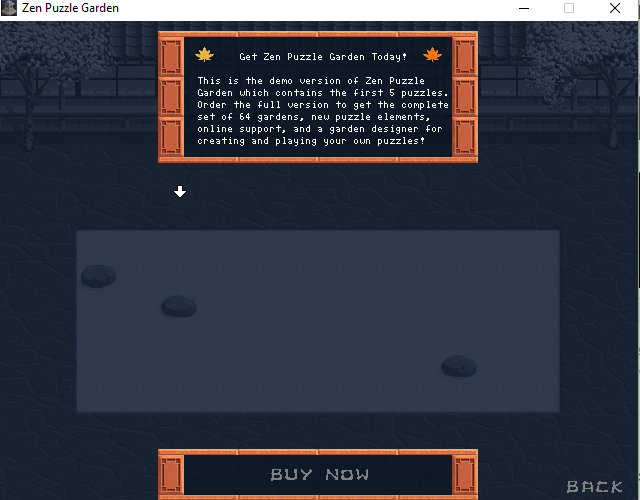 Zen Puzzle Garden
Get Zen Puzzle Garden Today!
This is the demo version of Zen Puzzle
Garden which contains the first 5 puzzles.
Order the full version to get the complete
set of 64 gardens, new puzzle elements,
online support, and a garden designer for
creating and playing your own puzzles!
BUY NOW
BACK